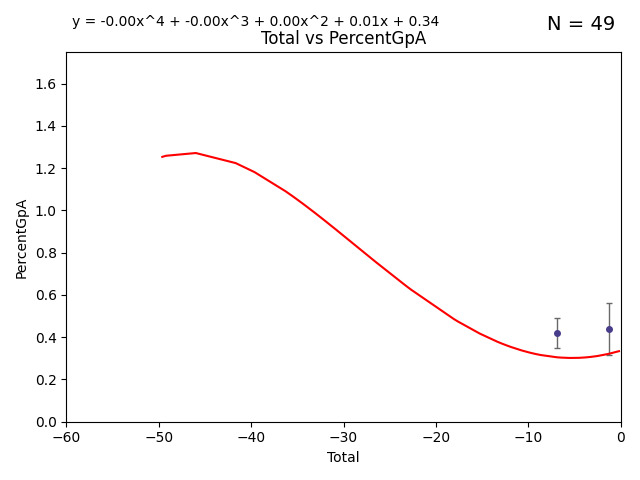 y = -0.00x^4 + -0.00x^3 + 0.00x^2 + 0.01x + 0.34
N = 49
Total vs PercentGpA
PercentGpA
1.6
1.4
1.2
1.0
0.8
0.6
0.4
0.2
0.0
−60 −50 −40 −30 −20 −10 0
Total